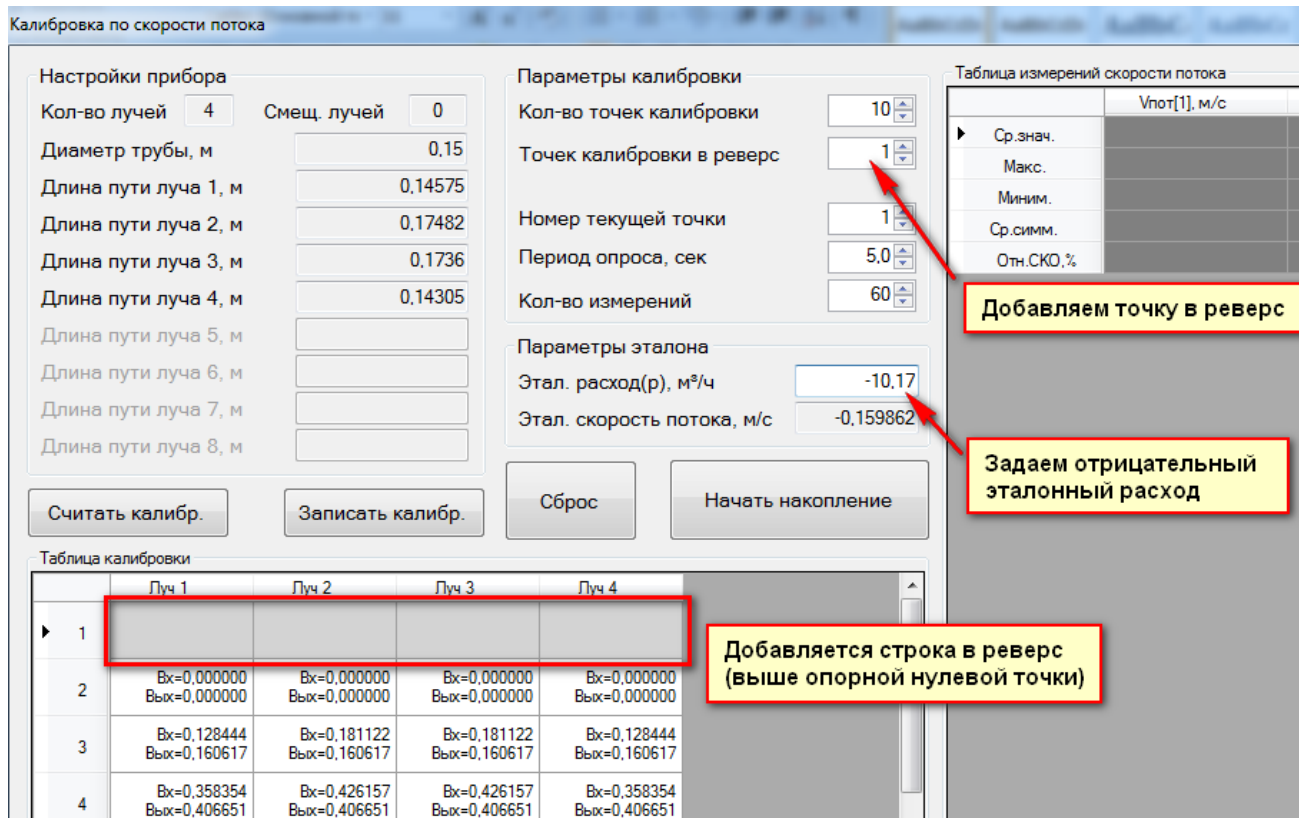 Калибровка по скорости потока
Настройки прибора
Кол-во лучей 4 Смещ. лучей 0
Диаметр трубы, м 0,15
Длина пути луча 1, м 0,14575
Длина пути луча 2, м 0,17482
Длина пути луча 3, м 0,1736
Длина пути луча 4, м 0,14305
Длина пути луча 5, м
Длина пути луча 6, м
Длина пути луча 7, м
Длина пути луча 8, м
Считать калибр. Записать калибр.
Параметры калибровки
Кол-во точек калибровки 10
Точек калибровки в реверс 1
Номер текущей точки 1
Период опроса, сек 5,0
Кол-во измерений 60
Параметры эталона
Этал. расход(р), м³/ч -10,17
Этал. скорость потока, м/с -0,159862
Сброс Начать накопление
Таблица измерений скорости потока
Vпот[1], м/с
Ср.знач.
Макс.
Миним.
Ср.симм.
Отн.СКО,%
Добавляем точку в реверс
Задаем отрицательный
эталонный расход
Таблица калибровки
Луч 1 Луч 2 Луч 3 Луч 4
1
Добавляется строка в реверс
(выше опорной нулевой точки)
2
Вх=0,000000 Вх=0,000000 Вх=0,000000 Вх=0,000000
Вых=0,000000 Вых=0,000000 Вых=0,000000 Вых=0,000000
3
Вх=0,128444 Вх=0,181122 Вх=0,181122 Вх=0,128444
Вых=0,160617 Вых=0,160617 Вых=0,160617 Вых=0,160617
4
Вх=0,358354 Вх=0,426157 Вх=0,426157 Вх=0,358354
Вых=0,406651 Вых=0,406651 Вых=0,406651 Вых=0,406651